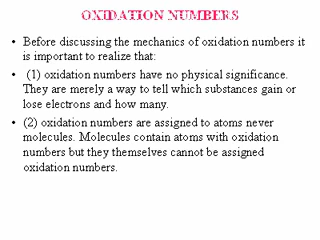 OXIDATION NUMBERS
• Before discussing the mechanics of oxidation numbers it
is important to realize that:
• (1) oxidation numbers have no physical significance.
They are merely a way to tell which substances gain or
lose electrons and how many.
• (2) oxidation numbers are assigned to atoms never
molecules. Molecules contain atoms with oxidation
numbers but they themselves cannot be assigned
oxidation numbers.